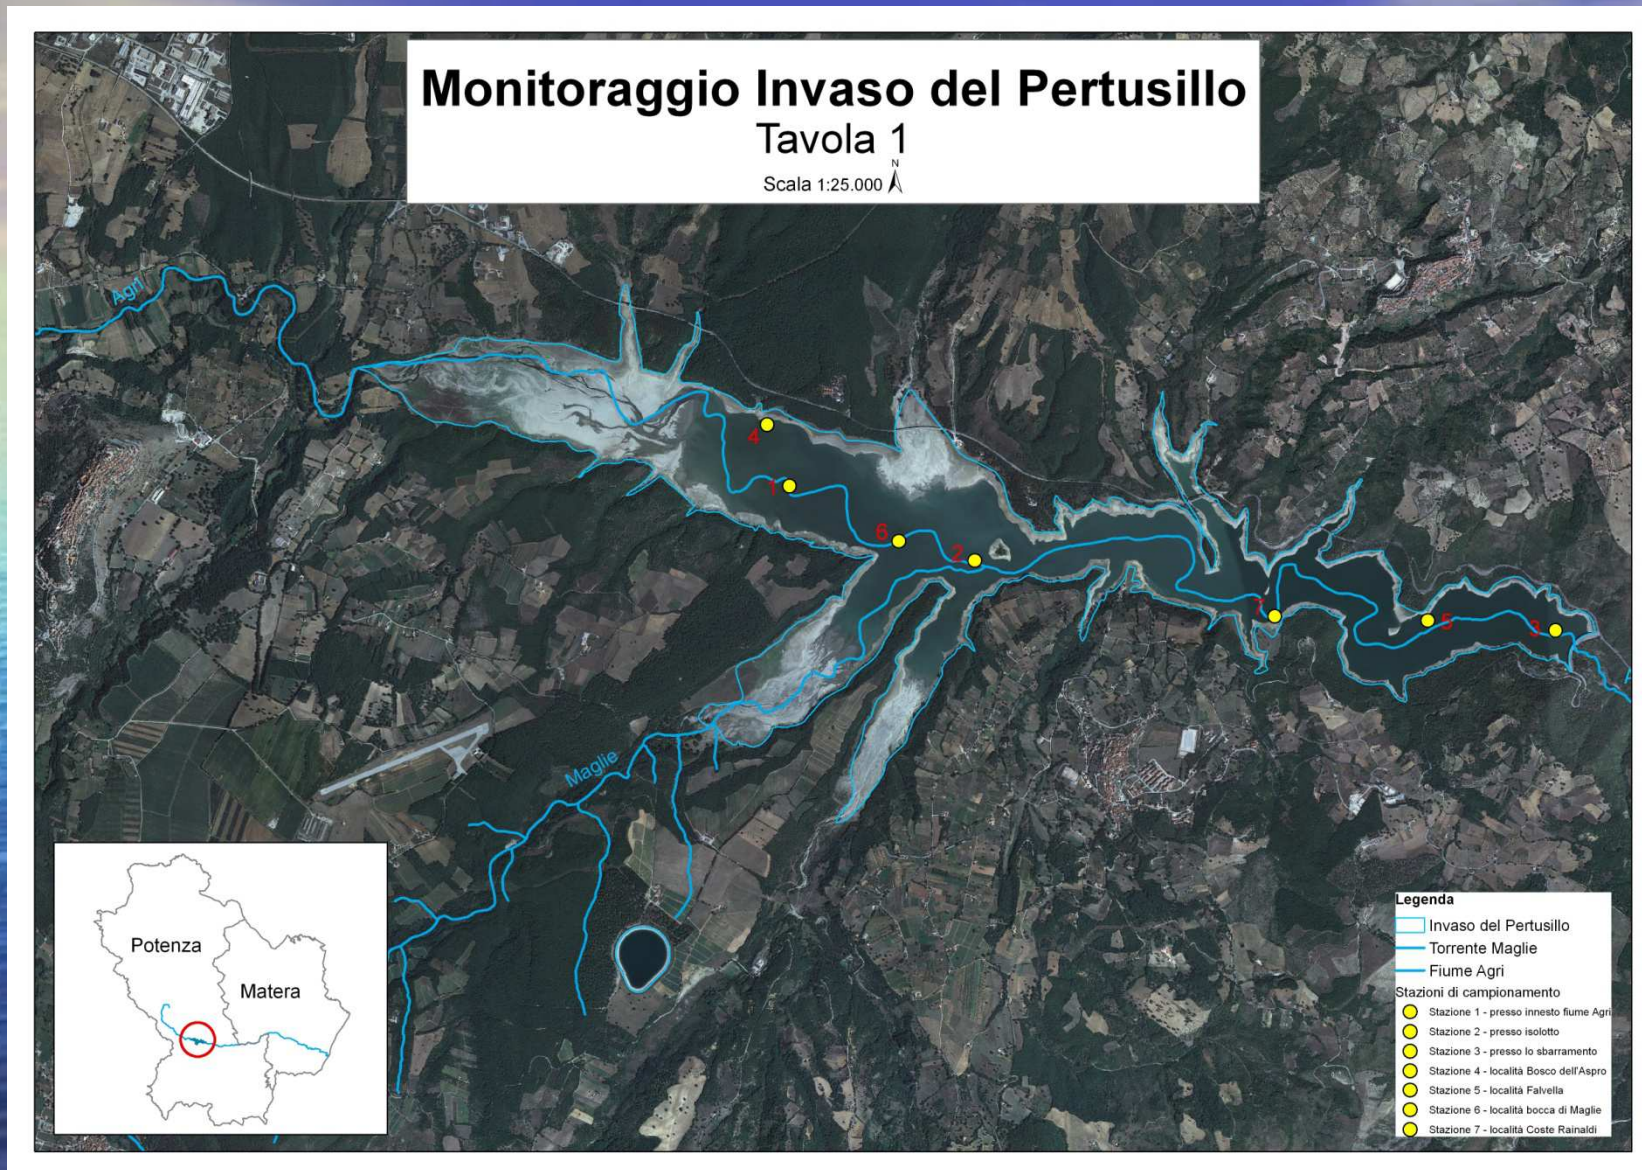 Monitoraggio Invaso del Pertusillo
Tavola 1
N
Scala 1:25.000
Agri
4
1
6
2
7
5
3
Maglie
A
Potenza
Matera
Legenda
Invaso del Pertusillo
Torrente Maglie
Fiume Agri
Stazioni di campionamento
Stazione 1 - presso innesto fiume Agri
Stazione 2 - presso isolotto
Stazione 3 - presso lo sbarramento
Stazione 4 - località Bosco dell'Aspro
Stazione 5 - località Falvella
Stazione 6 - località bocca di Maglie
Stazione 7 - località Coste Rainaldi